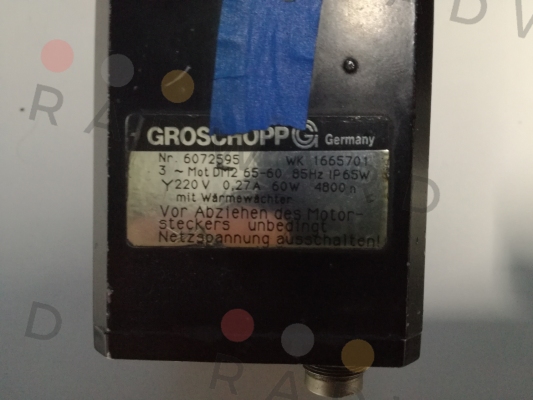 GROSCHOPP G Germany
Nr. 6072595 WK 1665701
3 ~ Mot DM2 65-60 85Hz IP65W
Y 220 V 0,27A 60W 4800 n
mit Wärmewächter
Vor Abziehen des Motor-
steckers unbedingt
Netzspannung ausschalten!